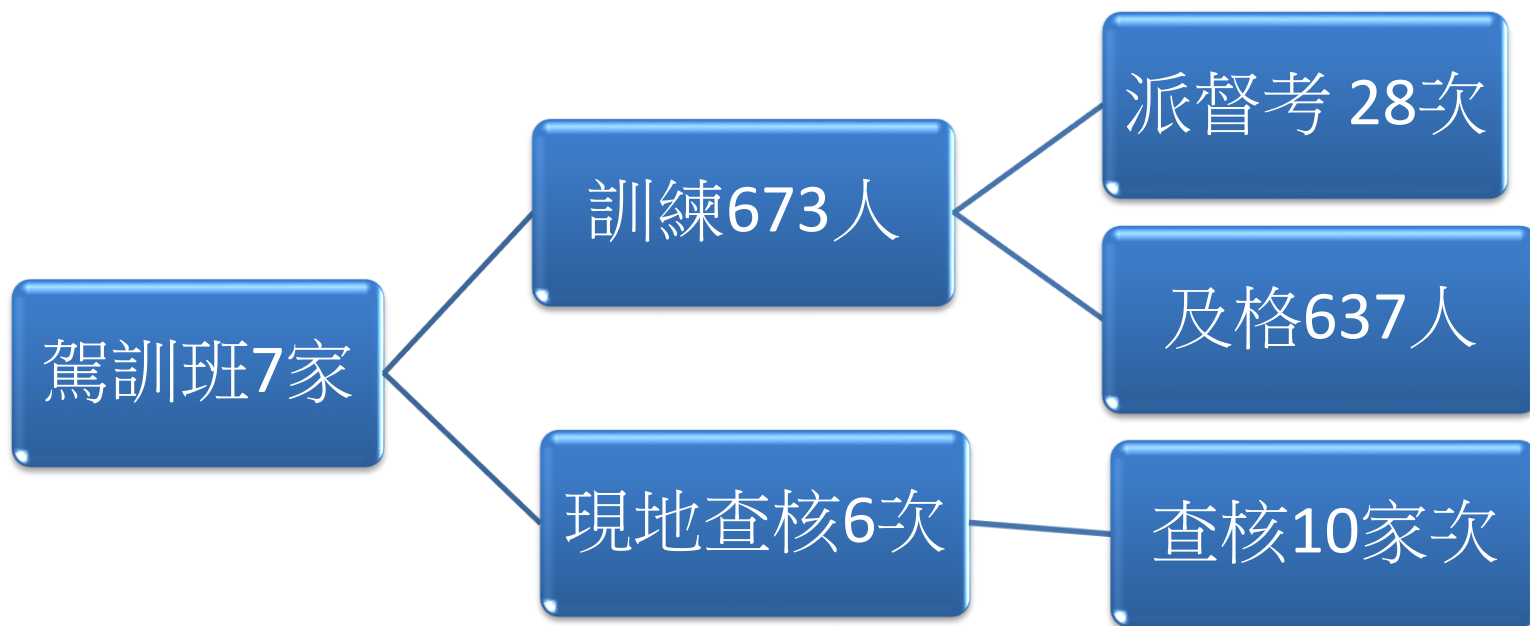 駕訓班7家
訓練673人
派督考 28次
及格637人
現地查核6次
查核10家次